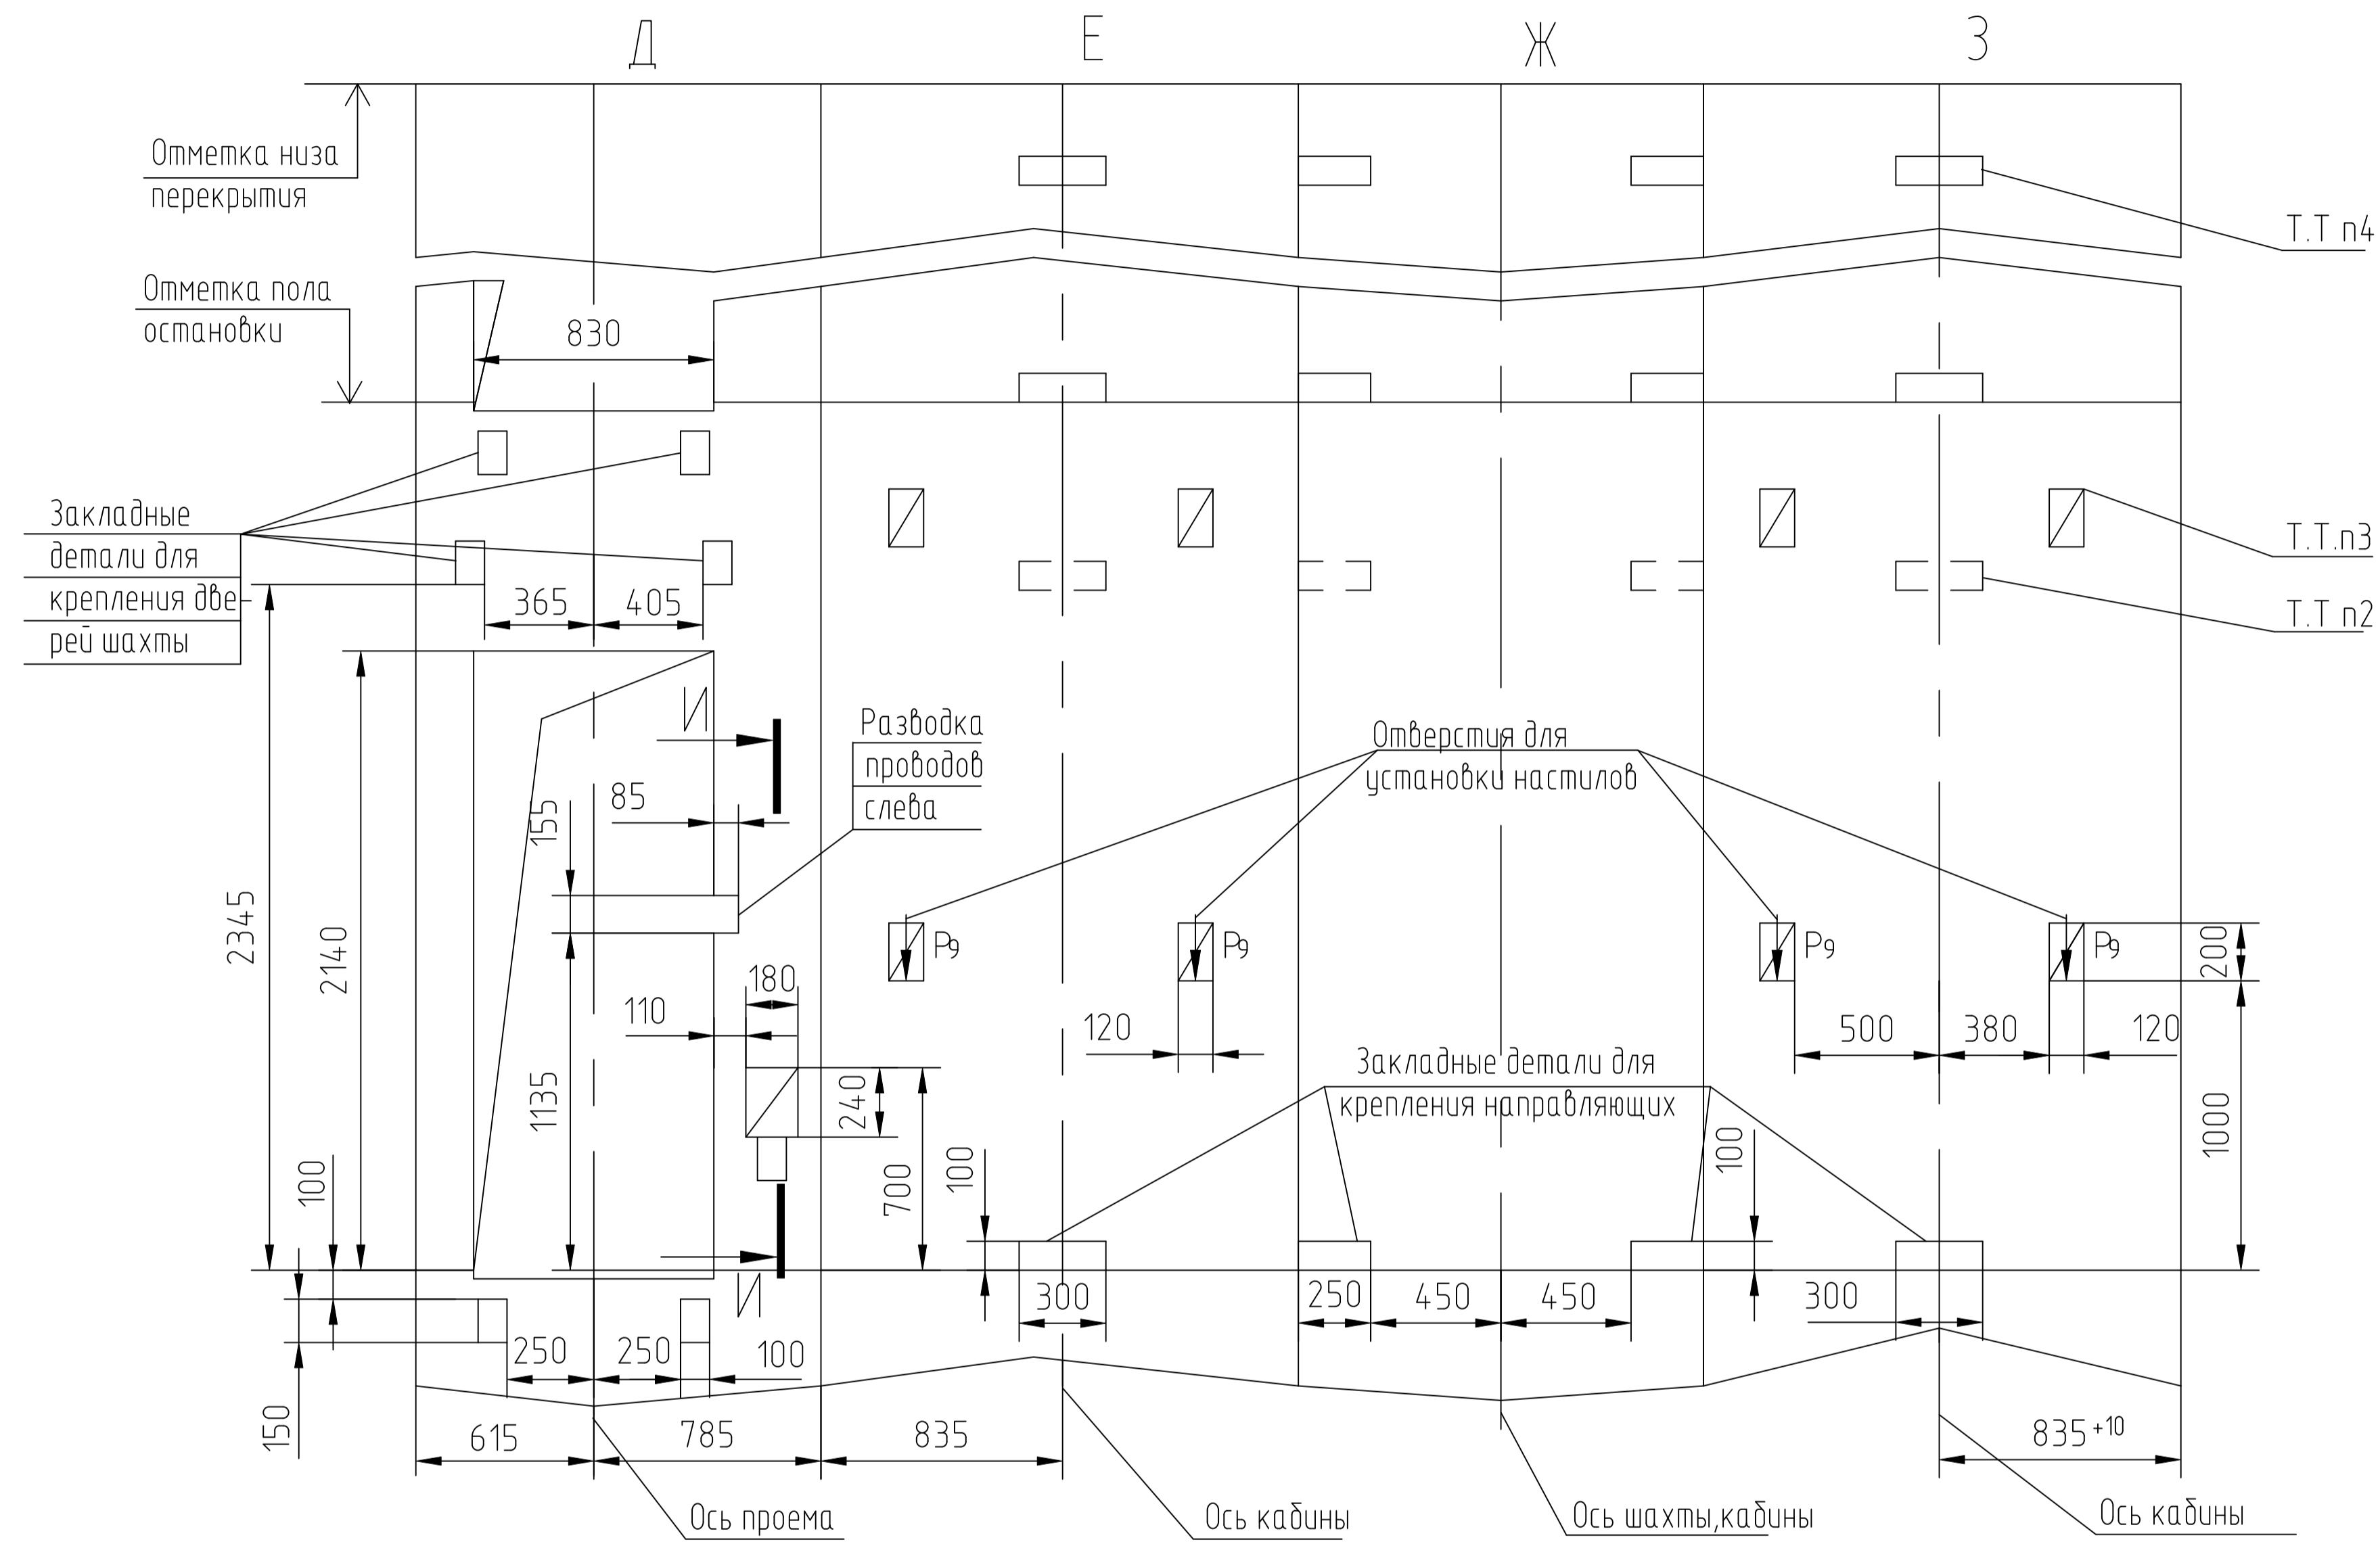 Д
Е
Ж
З
Отметка низа
перекрытия
Т.Т п4
Отметка пола
остановки
830
Закладные
детали для
крепления две-
рей шахты
Т.Т.п3
Т.Т п2
365
405
И
Разводка
проводов
слева
Отверстия для
установки настилов
85
155
2345
2140
Р9
Р9
Р9
Р9
200
180
110
120
500
380
120
Закладные детали для
крепления направляющих
1135
240
100
700
100
100
1000
И
300
250
450
450
300
250
250
100
150
615
785
835
835+10
Ось проема
Ось кабины
Ось шахты,кабины
Ось кабины